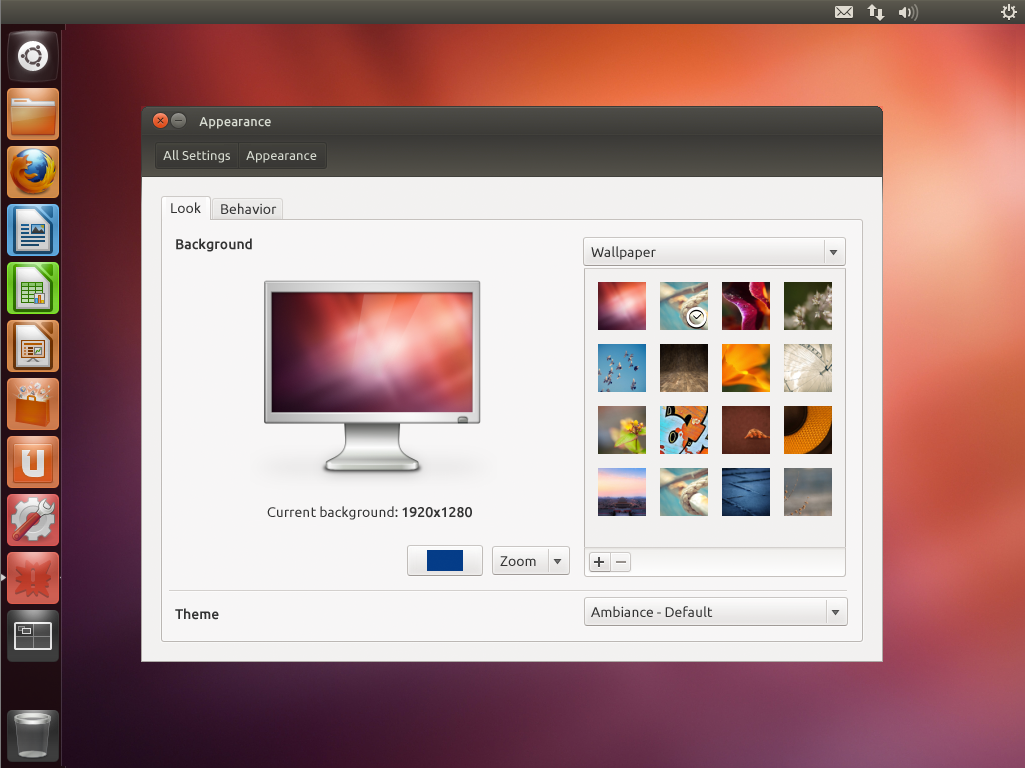 Appearance
All Settings Appearance
Look Behavior
Background
Wallpaper
Current background: 1920x1280
Zoom
Theme
Ambiance - Default